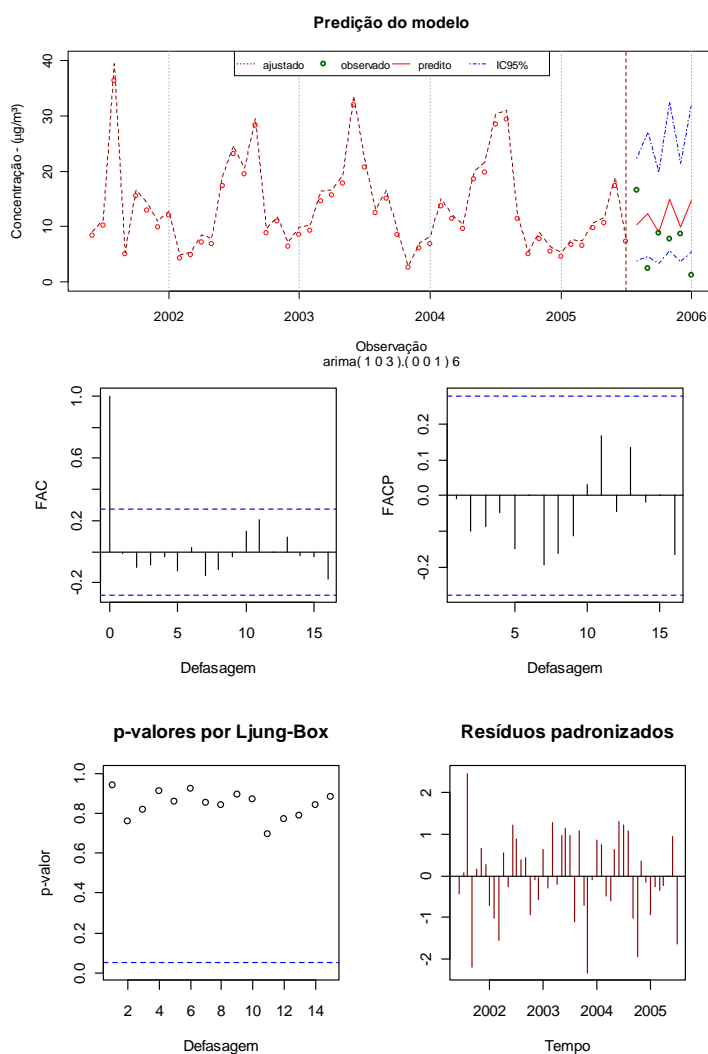 Predição do modelo
ajustado observado predito IC95%
Concentração - (µg/m³)
40
30
20
10
0
2002 2003 2004 2005 2006
Observação
arima( 1 0 3 ).( 0 0 1 ) 6
FAC
1.0
0.6
0.2
-0.2
0 5 10 15
Defasagem
FACP
0.2
0.1
0.0
-0.2
5 10 15
Defasagem
p-valores por Ljung-Box
p-valor
1.0
0.8
0.6
0.4
0.2
0.0
2 4 6 8 10 12 14
Defasagem
Resíduos padronizados
2
1
0
-1
-2
2002 2003 2004 2005
Tempo